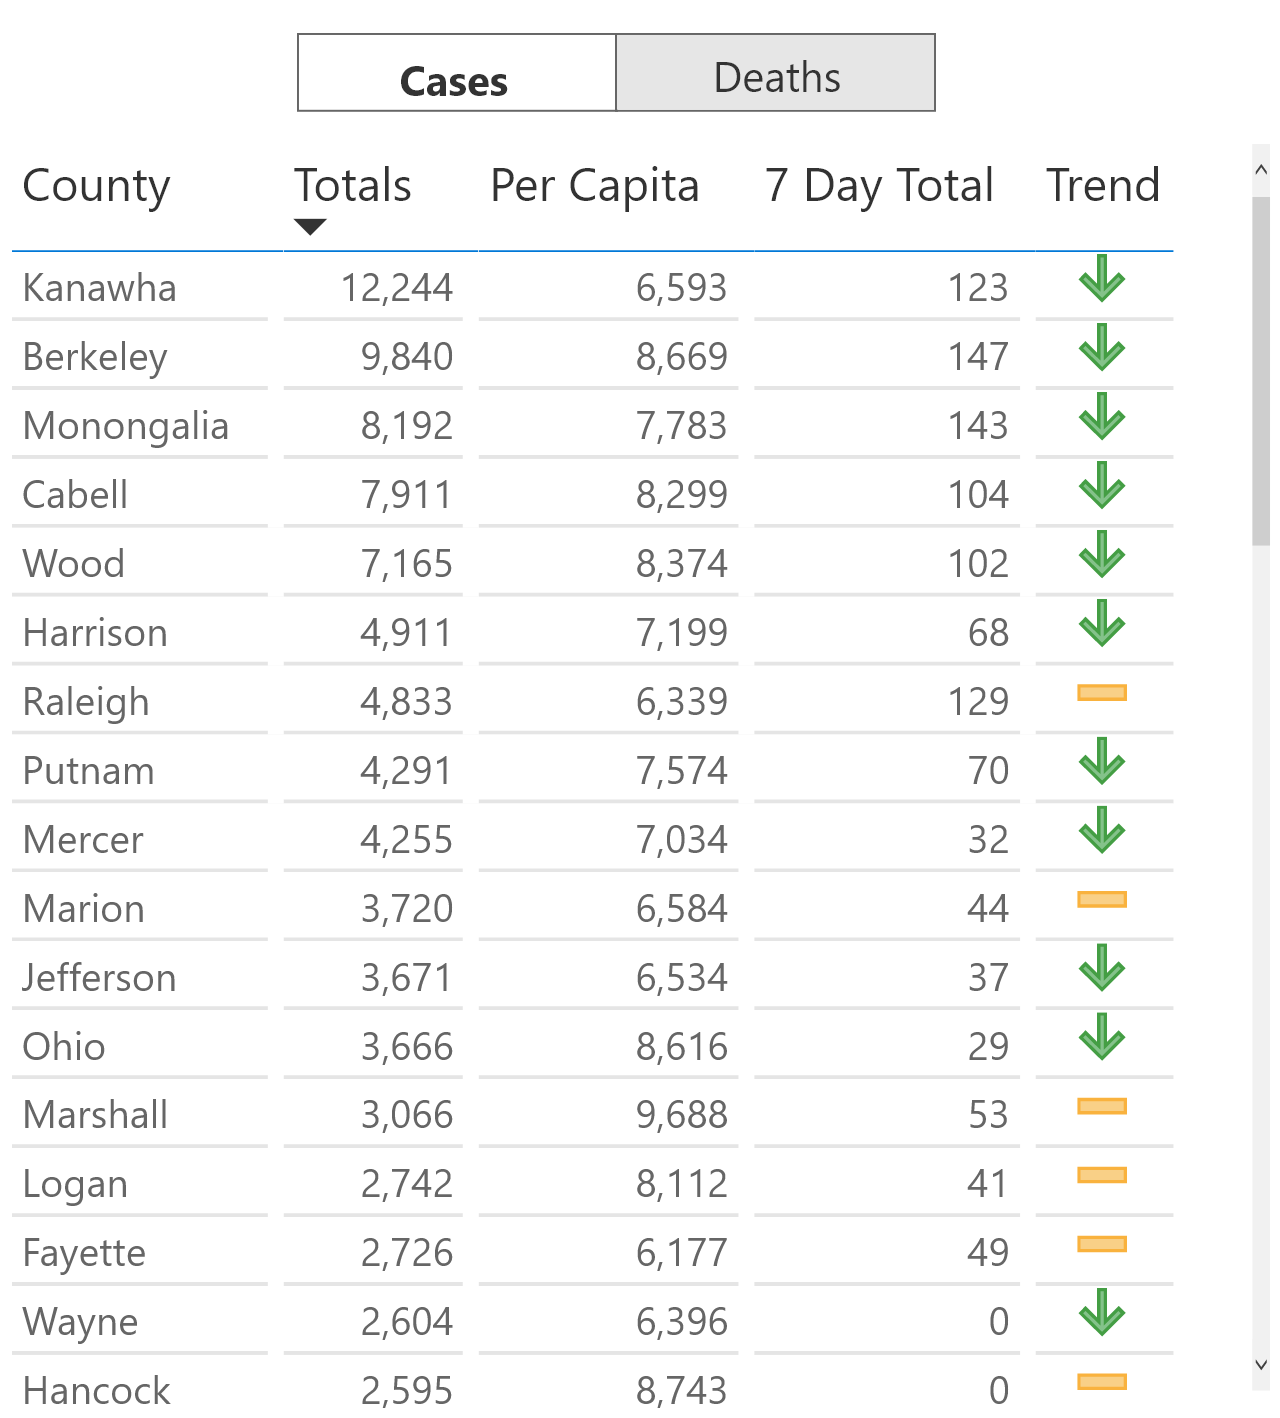 Cases Deaths
County Totals Per Capita 7 Day Total Trend
Kanawha 12,244 6,593 123
Berkeley 9,840 8,669 147
Monongalia 8,192 7,783 143
Cabell 7,911 8,299 104
Wood 7,165 8,374 102
Harrison 4,911 7,199 68
Raleigh 4,833 6,339 129
Putnam 4,291 7,574 70
Mercer 4,255 7,034 32
Marion 3,720 6,584 44
Jefferson 3,671 6,534 37
Ohio 3,666 8,616 29
Marshall 3,066 9,688 53
Logan 2,742 8,112 41
Fayette 2,726 6,177 49
Wayne 2,604 6,396 0
Hancock 2,595 8,743 0